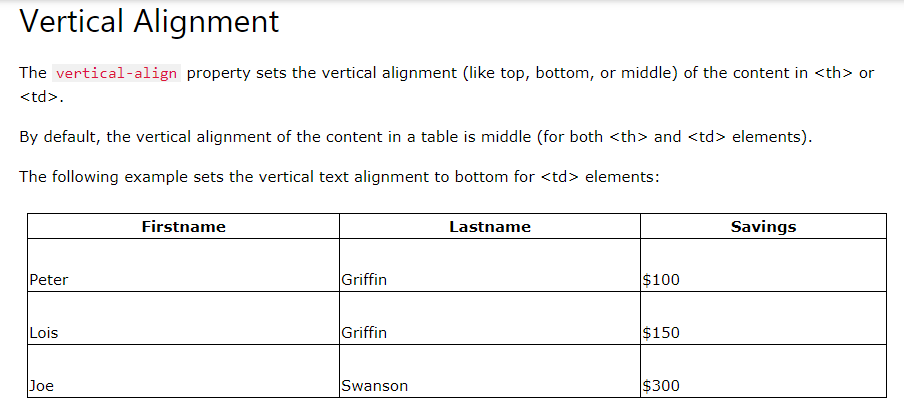 Vertical Alignment
The vertical-align property sets the vertical alignment (like top, bottom, or middle) of the content in <th> or
<td>.
By default, the vertical alignment of the content in a table is middle (for both <th> and <td> elements).
The following example sets the vertical text alignment to bottom for <td> elements:
Firstname Lastname Savings
Peter Griffin $100
Lois Griffin $150
Joe Swanson $300